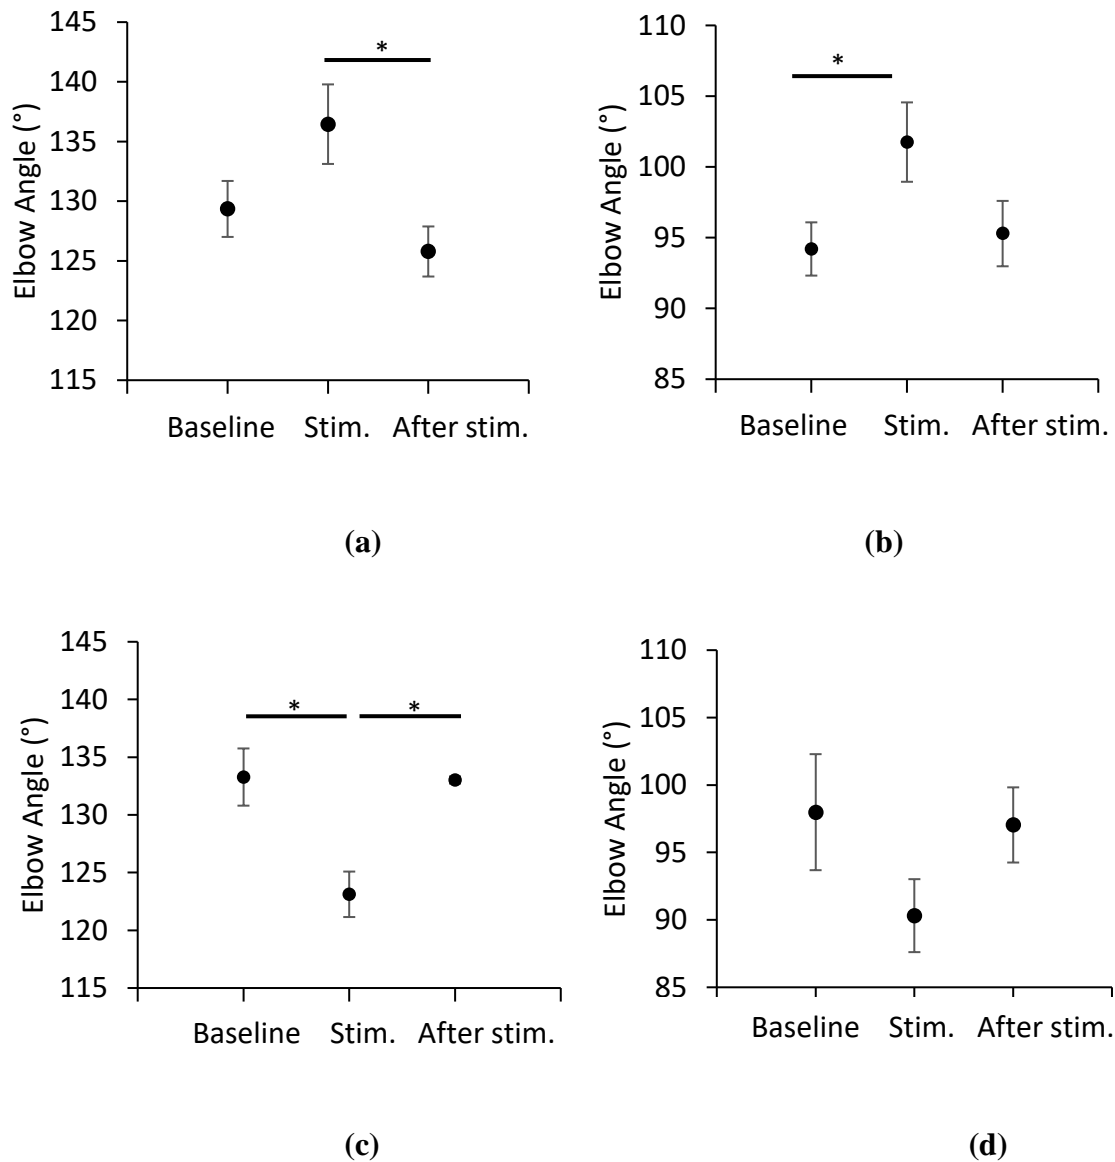 Elbow Angle (°)
145
140
135
130
125
120
115
*
Baseline Stim. After stim.
(a)
Elbow Angle (°)
110
105
100
95
90
85
*
Baseline Stim. After stim.
(b)
Elbow Angle (°)
145
140
135
130
125
120
115
* *
Baseline Stim. After stim.
(c)
Elbow Angle (°)
110
105
100
95
90
85
Baseline Stim. After stim.
(d)